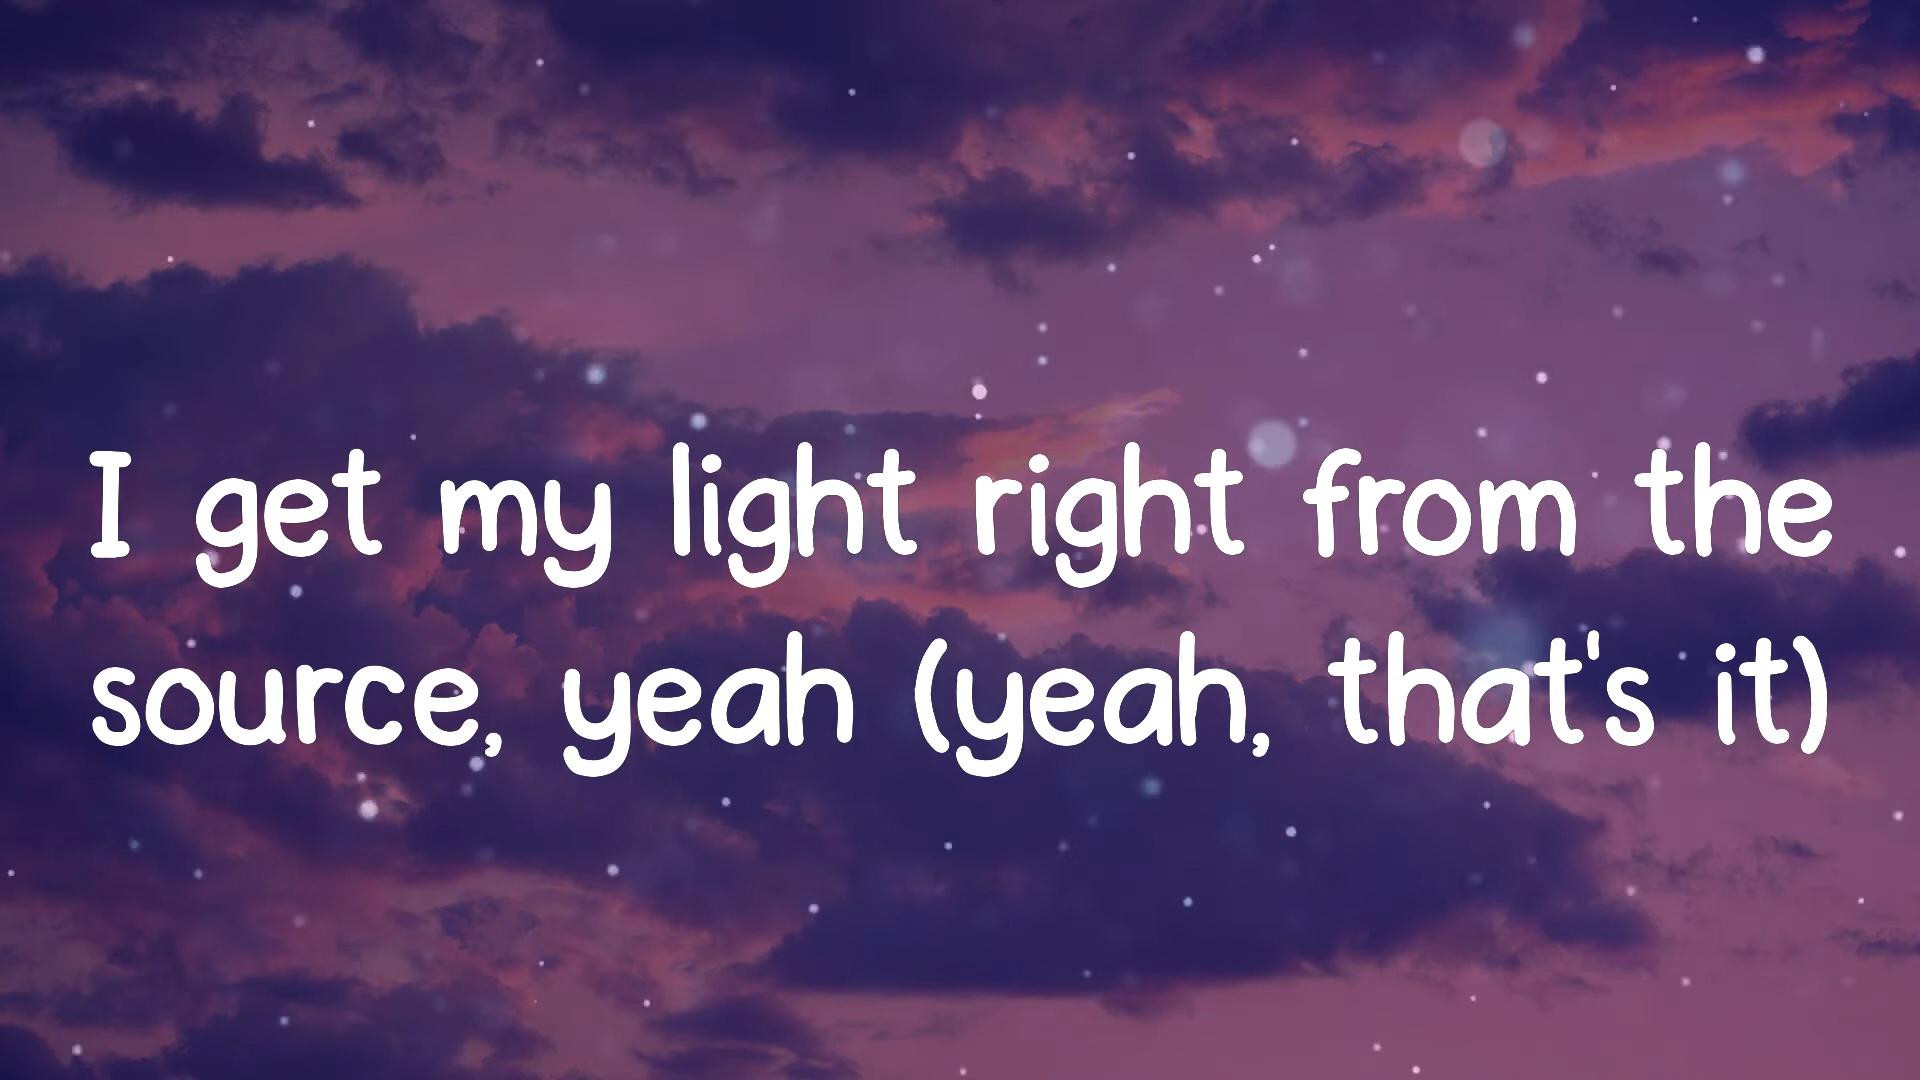 I get my light right from the
source, yeah (yeah, that's it)